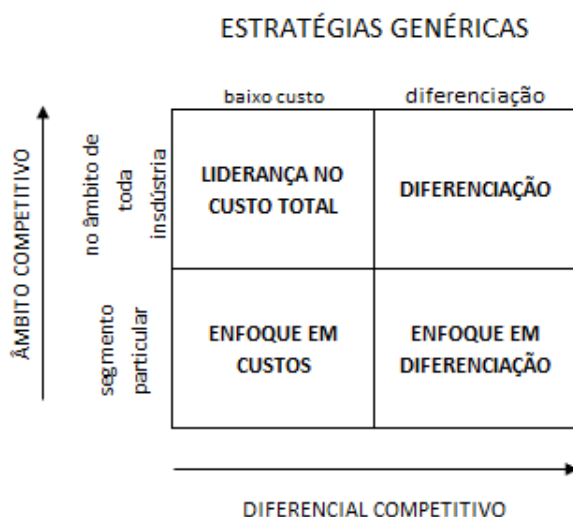 ESTRATÉGIAS GENÉRICAS
baixo custo
diferenciação
ÂMBITO COMPETITIVO
no âmbito de
toda
insdústria
LIDERANÇA NO
CUSTO TOTAL
DIFERENCIAÇÃO
segmento
particular
ENFOQUE EM
CUSTOS
ENFOQUE EM
DIFERENCIAÇÃO
DIFERENCIAL COMPETITIVO